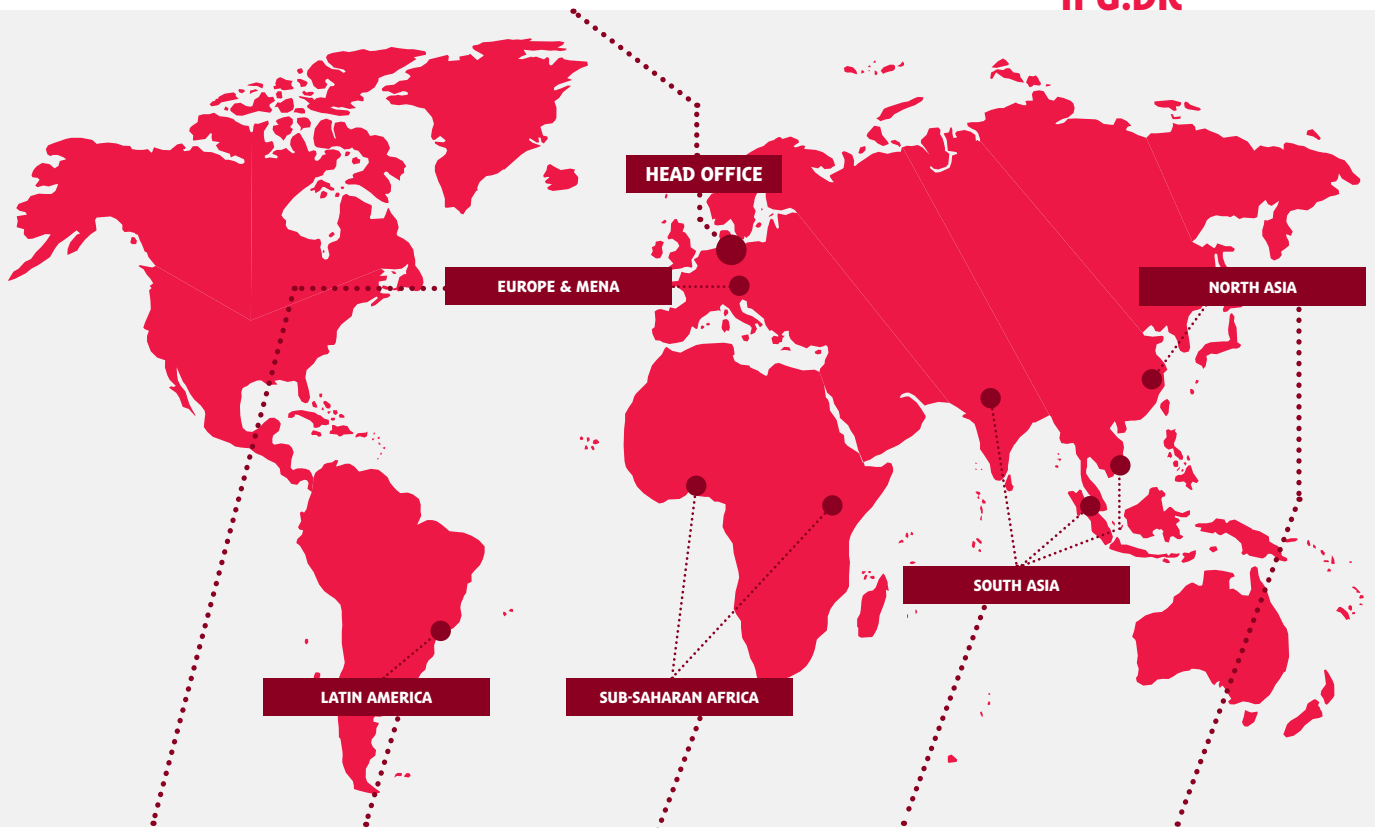 HEAD OFFICE
EUROPE & MENA
NORTH ASIA
SOUTH ASIA
LATIN AMERICA
SUB-SAHARAN AFRICA